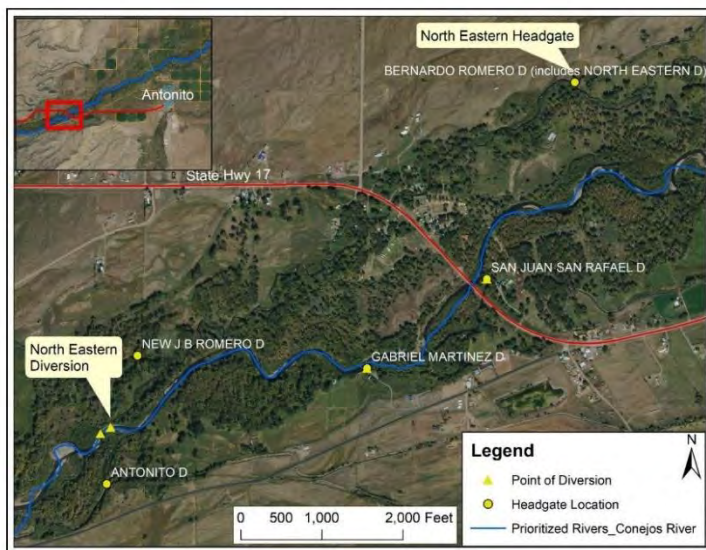 North Eastern Headgate
BERNARDO ROMERO D (includes NORTH EASTERN D)
Antonito
State Hwy 17
SAN JUAN SAN RAFAEL D
NEW J B ROMERO D
North Eastern
Diversion
GABRIEL MARTINEZ D
ANTONITO D
Legend
N
Point of Diversion
Headgate Location
Prioritized Rivers_Conejos River
0 500 1,000 2,000 Feet